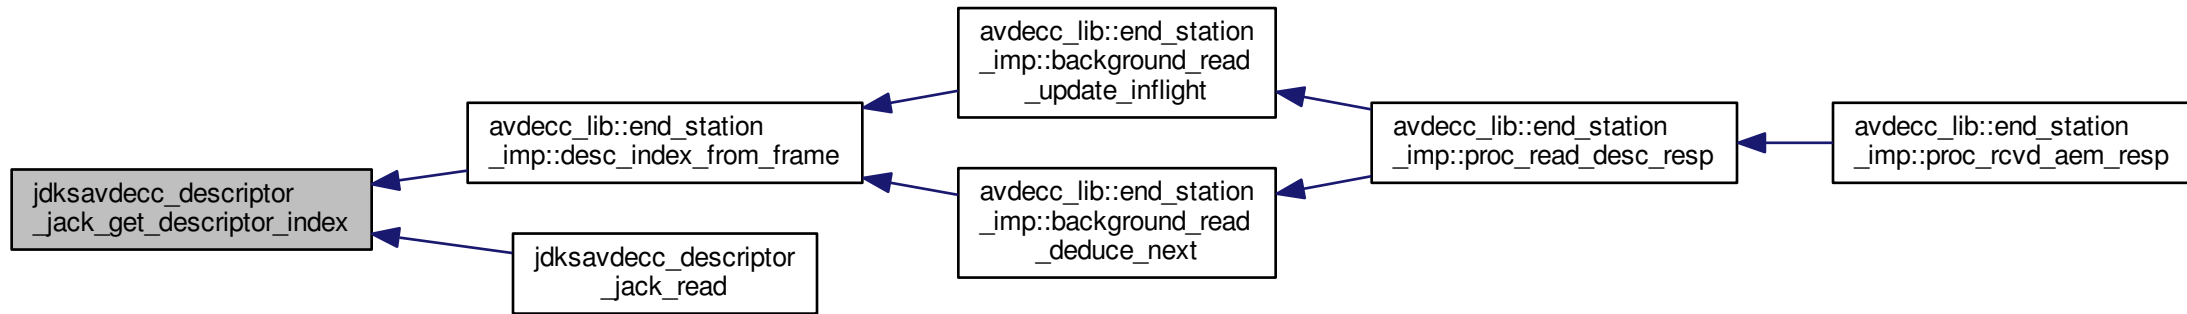 jdksavdecc_descriptor
_jack_get_descriptor_index
avdecc_lib::end_station
_imp::desc_index_from_frame
jdksavdecc_descriptor
_jack_read
avdecc_lib::end_station
_imp::background_read
_update_inflight
avdecc_lib::end_station
_imp::background_read
_deduce_next
avdecc_lib::end_station
_imp::proc_read_desc_resp
avdecc_lib::end_station
_imp::proc_rcvd_aem_resp